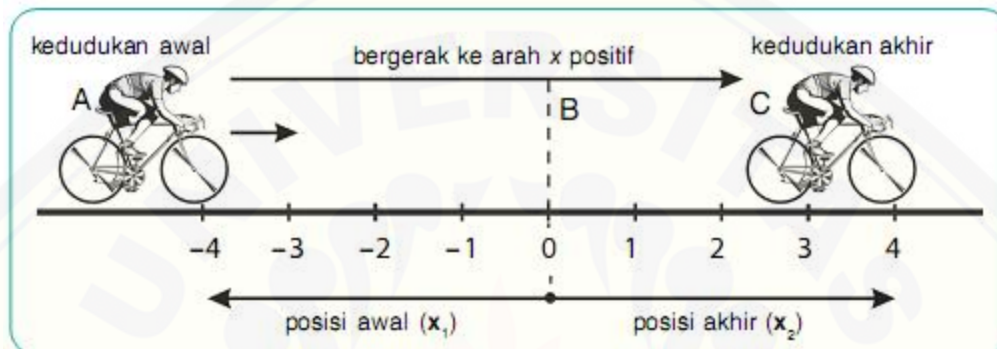 kedudukan awal
bergerak ke arah x positif
kedudukan akhir
A
B
C
−4 −3 −2 −1 0 1 2 3 4
posisi awal (x₁)
posisi akhir (x₂)
UNIVERSITAS